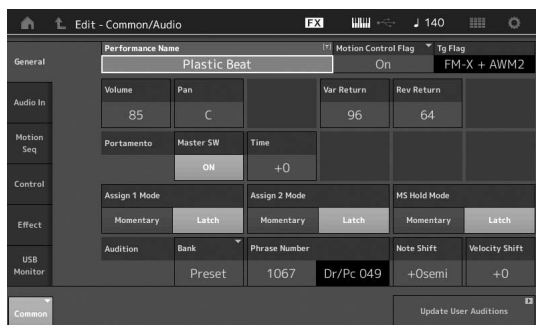 Edit - Common/Audio FX 140
Performance Name [T] Motion Control Flag Tg Flag
General Plastic Beat On FM-X + AWM2
Volume Pan Var Return Rev Return
Audio In 85 C 96 64
Motion Seq Portamento Master SW Time
ON +0
Control Assign 1 Mode Assign 2 Mode MS Hold Mode
Effect Momentary Latch Momentary Latch Momentary Latch
Audition Bank Phrase Number Note Shift Velocity Shift
USB Monitor Preset 1067 Dr/Pc 049 +0semi +0
Common Update User Auditions